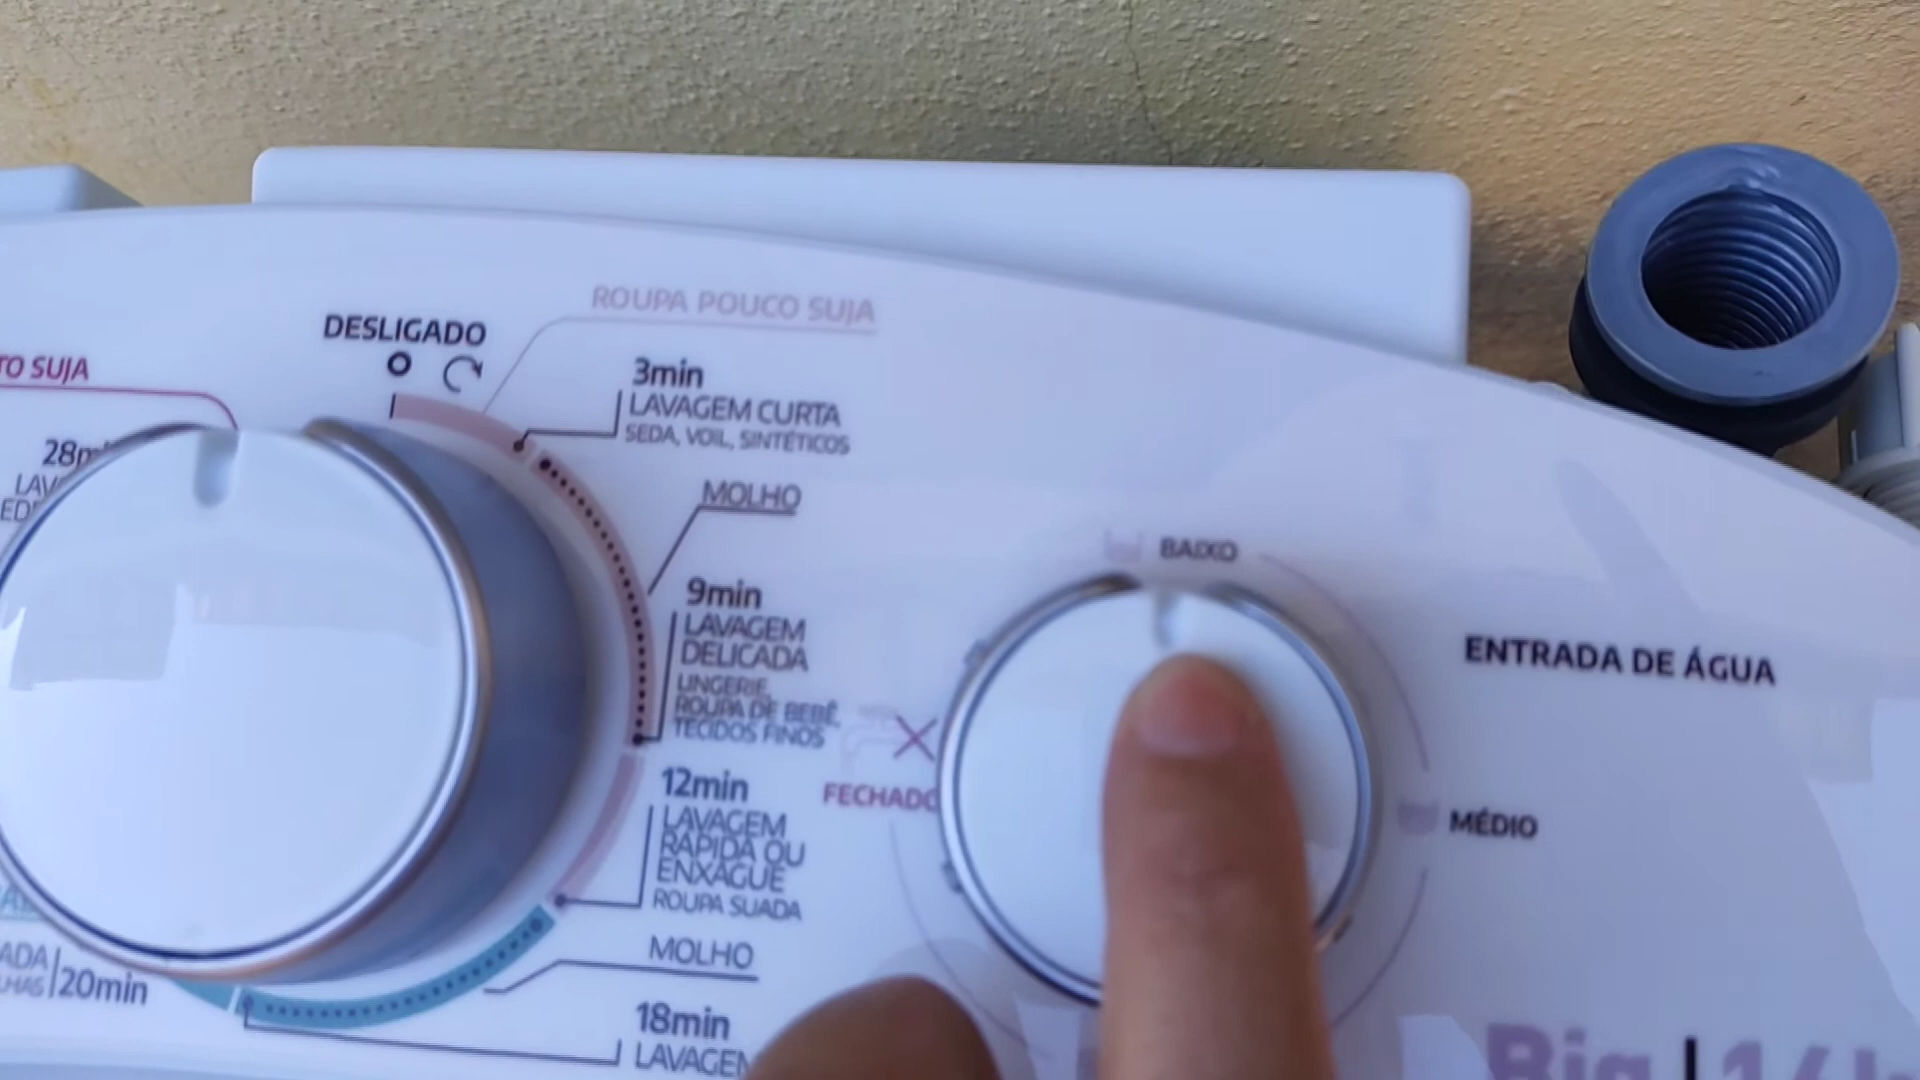 DESLIGADO
ROUPA POUCO SUJA
TO SUJA
3min
LAVAGEM CURTA
SEDA, VOIL, SINTÉTICOS
MOLHO
9min
LAVAGEM
DELICADA
LINGERIE,
ROUPA DE BEBÊ,
TECIDOS FINOS
12min
LAVAGEM
RÁPIDA OU
ENXAGUE
ROUPA SUADA
MOLHO
18min
LAVAGEM
20min
BAIXO
ENTRADA DE ÁGUA
MÉDIO
FECHADO
Big